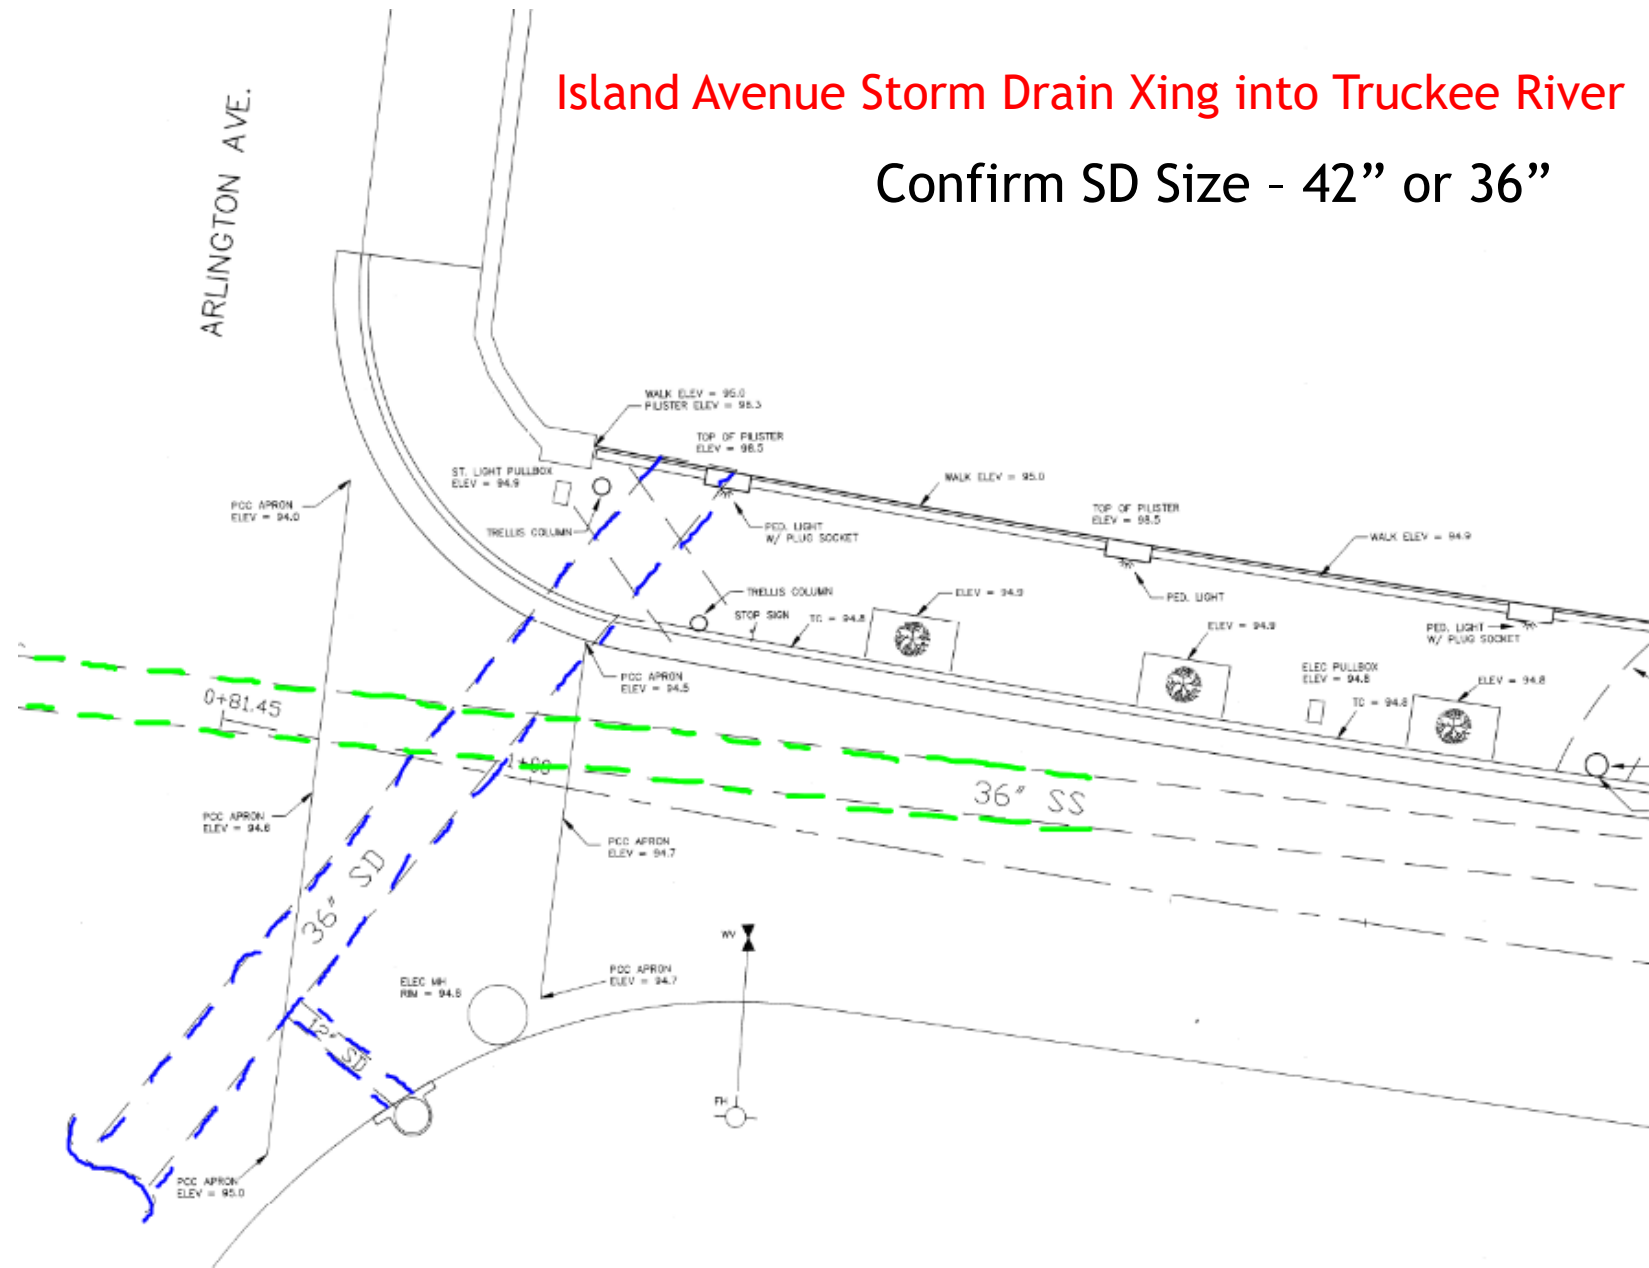 Island Avenue Storm Drain Xing into Truckee River
Confirm SD Size – 42” or 36”
ARLINGTON AVE.
WALK ELEV = 95.0
PILISTER ELEV = 98.3
TOP OF PILISTER
ELEV = 98.5
ST. LIGHT PULLBOX
ELEV = 94.9
WALK ELEV = 95.0
PCC APRON
ELEV = 94.0
TRELLIS COLUMN
PED. LIGHT
W/ PLUG SOCKET
TOP OF PILISTER
ELEV = 98.5
WALK ELEV = 94.9
TRELLIS COLUMN
ELEV = 94.9
PED. LIGHT
STOP SIGN
TC = 94.8
ELEV = 94.9
PED. LIGHT
W/ PLUG SOCKET
ELEC PULLBOX
ELEV = 94.8
ELEV = 94.8
PCC APRON
ELEV = 94.5
TC = 94.8
0+81.45
1+00
36" SS
PCC APRON
ELEV = 94.6
PCC APRON
ELEV = 94.7
36" SD
WV
PCC APRON
ELEV = 94.7
ELEC MH
RIM = 94.8
12" SD
FH
PCC APRON
ELEV = 95.0